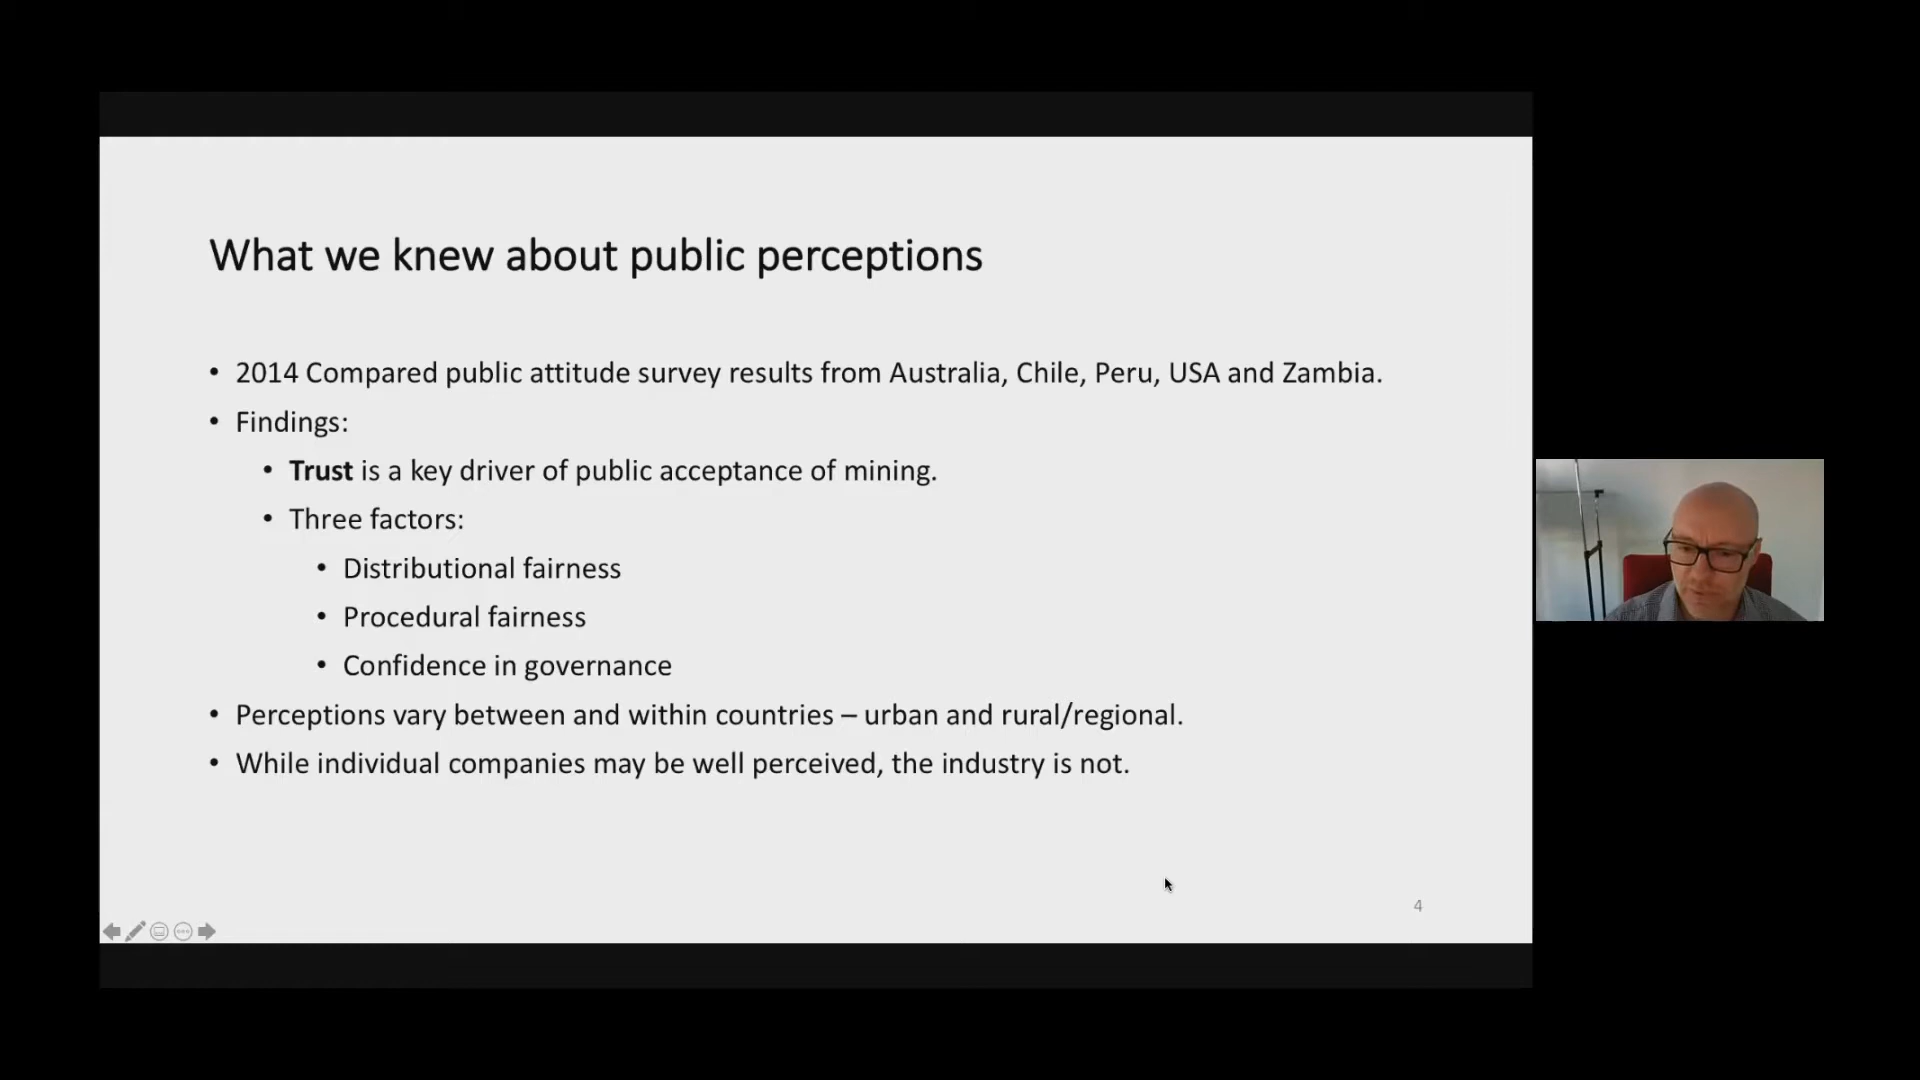 What we knew about public perceptions
• 2014 Compared public attitude survey results from Australia, Chile, Peru, USA and Zambia.
• Findings:
• Trust is a key driver of public acceptance of mining.
• Three factors:
• Distributional fairness
• Procedural fairness
• Confidence in governance
• Perceptions vary between and within countries – urban and rural/regional.
• While individual companies may be well perceived, the industry is not.
4